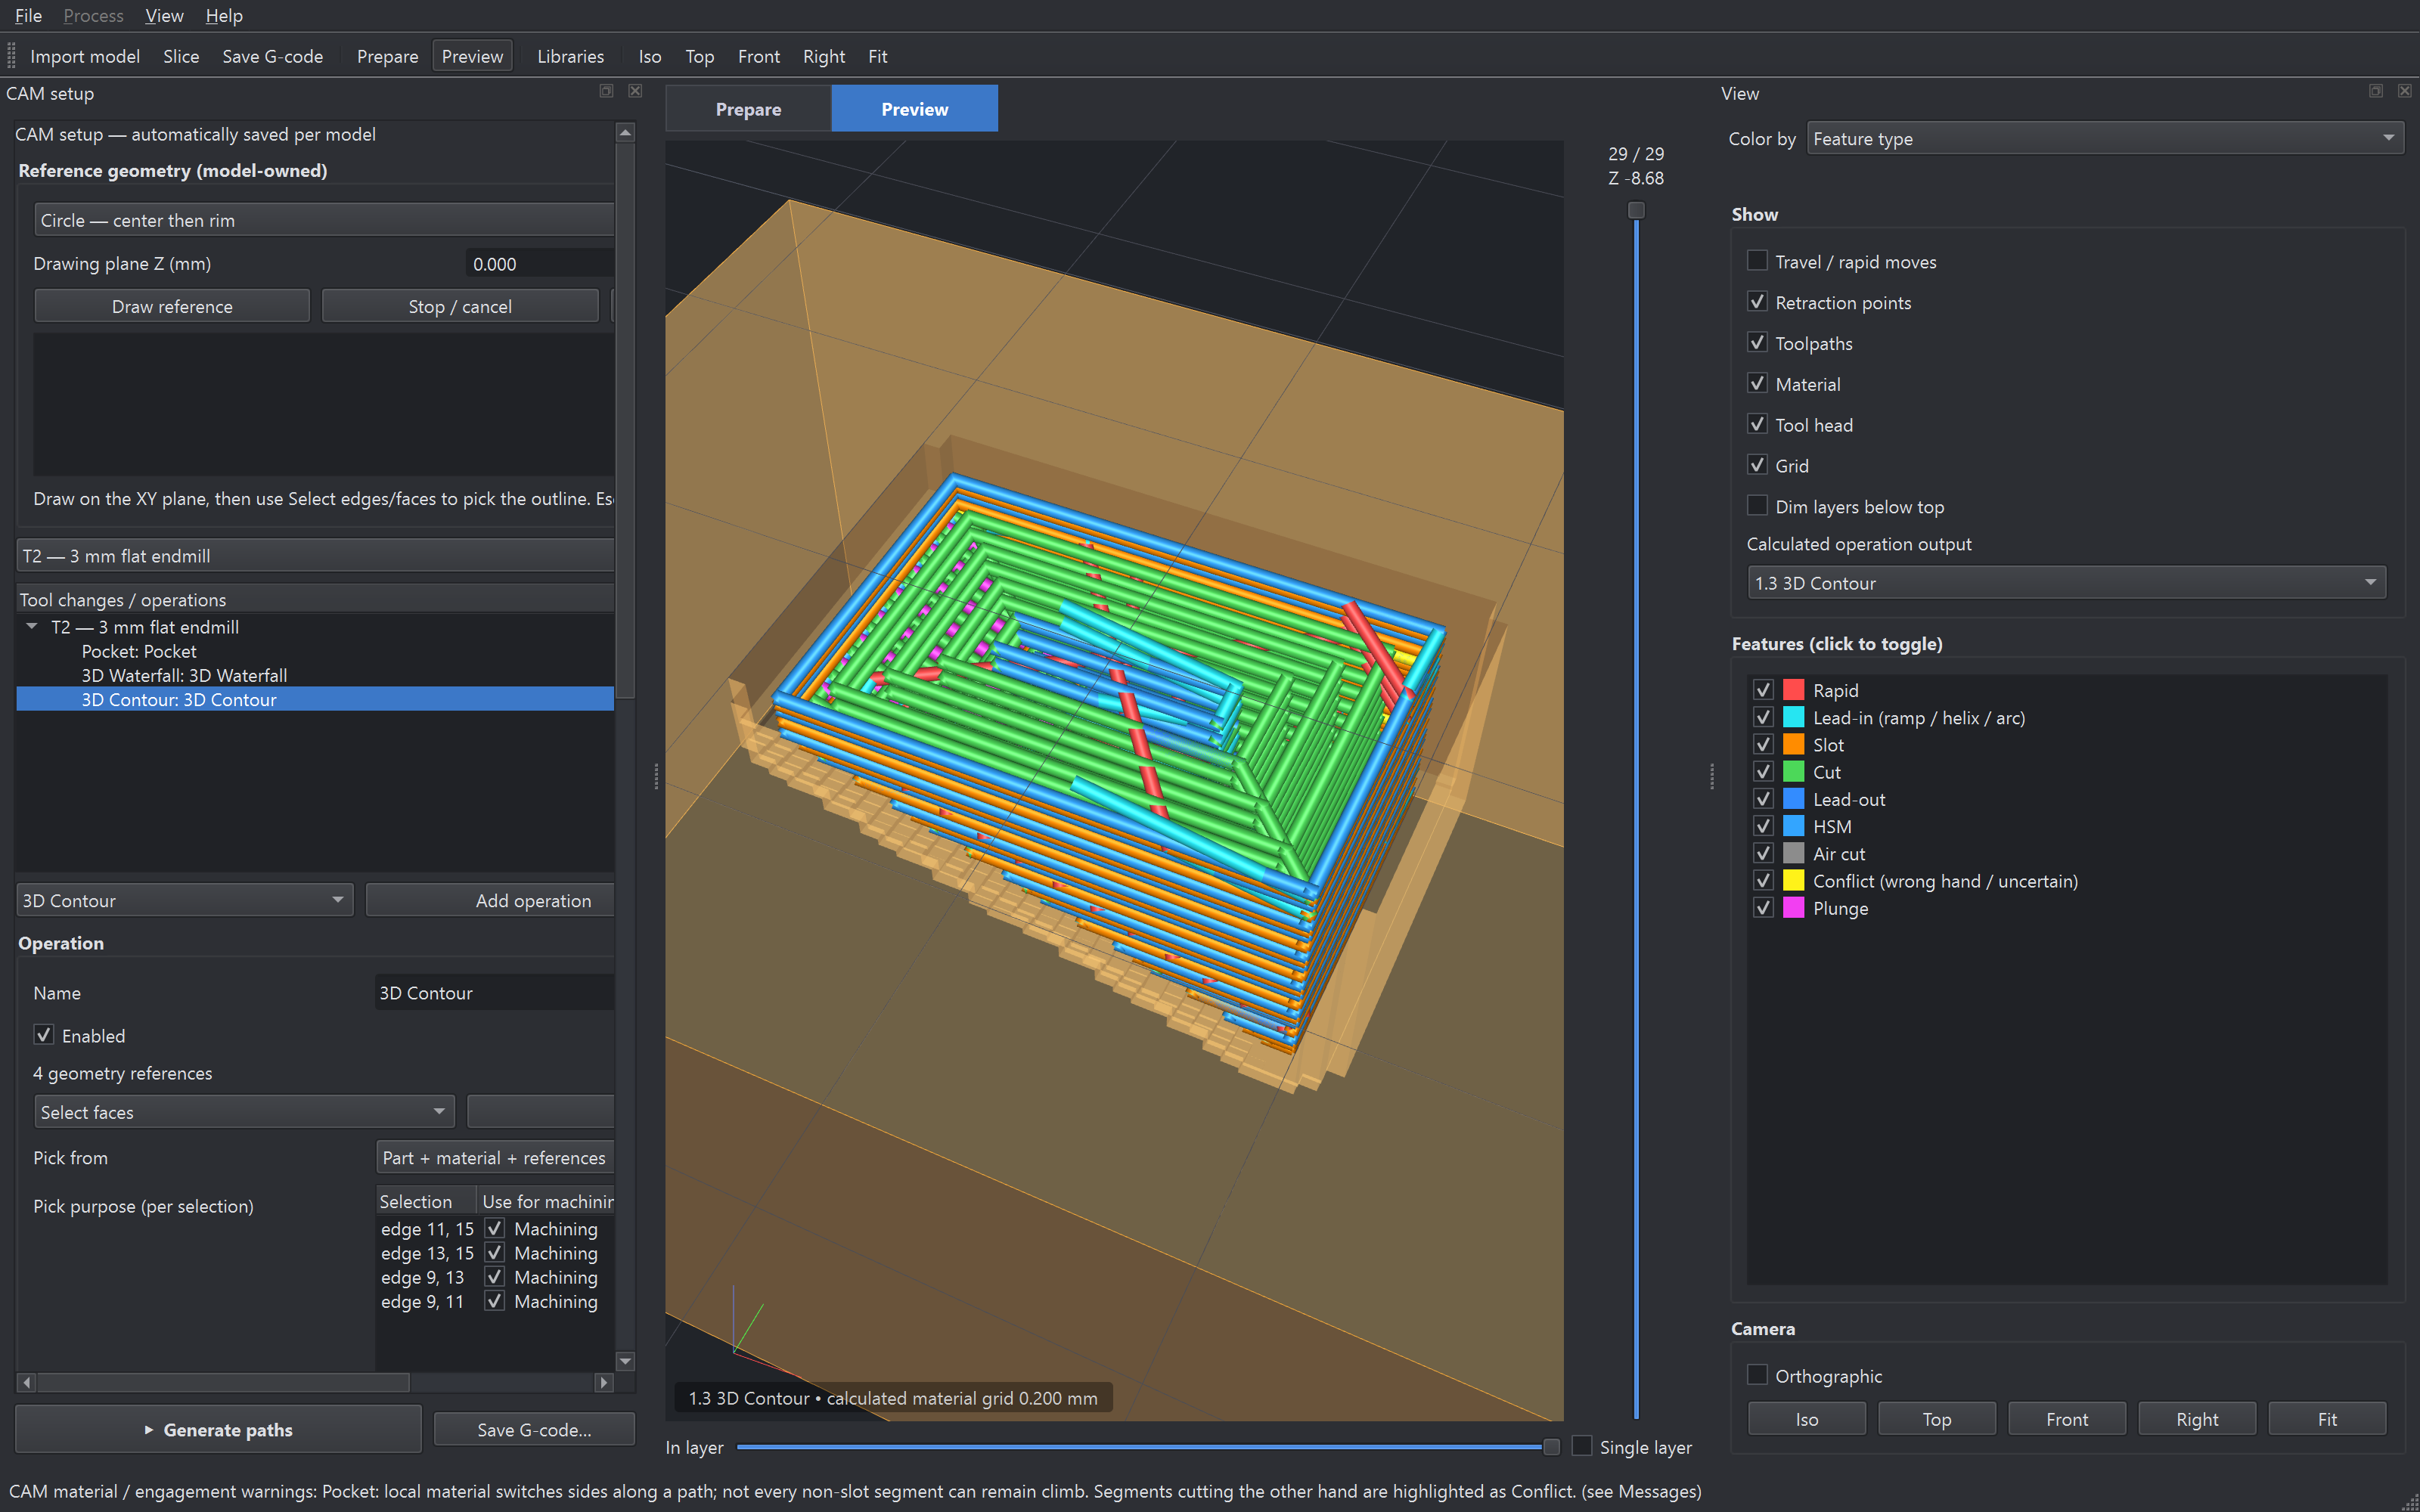 File Process View Help
Import model Slice Save G-code Prepare Preview Libraries Iso Top Front Right Fit
CAM setup
CAM setup — automatically saved per model
Reference geometry (model-owned)
Circle — center then rim
Drawing plane Z (mm) 0.000
Draw reference Stop / cancel
Draw on the XY plane, then use Select edges/faces to pick the outline. Es
T2 — 3 mm flat endmill
Tool changes / operations
T2 — 3 mm flat endmill
Pocket: Pocket
3D Waterfall: 3D Waterfall
3D Contour: 3D Contour
3D Contour Add operation
Operation
Name 3D Contour
Enabled
4 geometry references
Select faces
Pick from Part + material + references
Pick purpose (per selection)
Selection Use for machinin
edge 11, 15 Machining
edge 13, 15 Machining
edge 9, 13 Machining
edge 9, 11 Machining
Generate paths Save G-code...
Prepare Preview
29 / 29
Z -8.68
1.3 3D Contour • calculated material grid 0.200 mm
In layer Single layer
View
Color by Feature type
Show
Travel / rapid moves
Retraction points
Toolpaths
Material
Tool head
Grid
Dim layers below top
Calculated operation output
1.3 3D Contour
Features (click to toggle)
Rapid
Lead-in (ramp / helix / arc)
Slot
Cut
Lead-out
HSM
Air cut
Conflict (wrong hand / uncertain)
Plunge
Camera
Orthographic
Iso Top Front Right Fit
CAM material / engagement warnings: Pocket: local material switches sides along a path; not every non-slot segment can remain climb. Segments cutting the other hand are highlighted as Conflict. (see Messages)